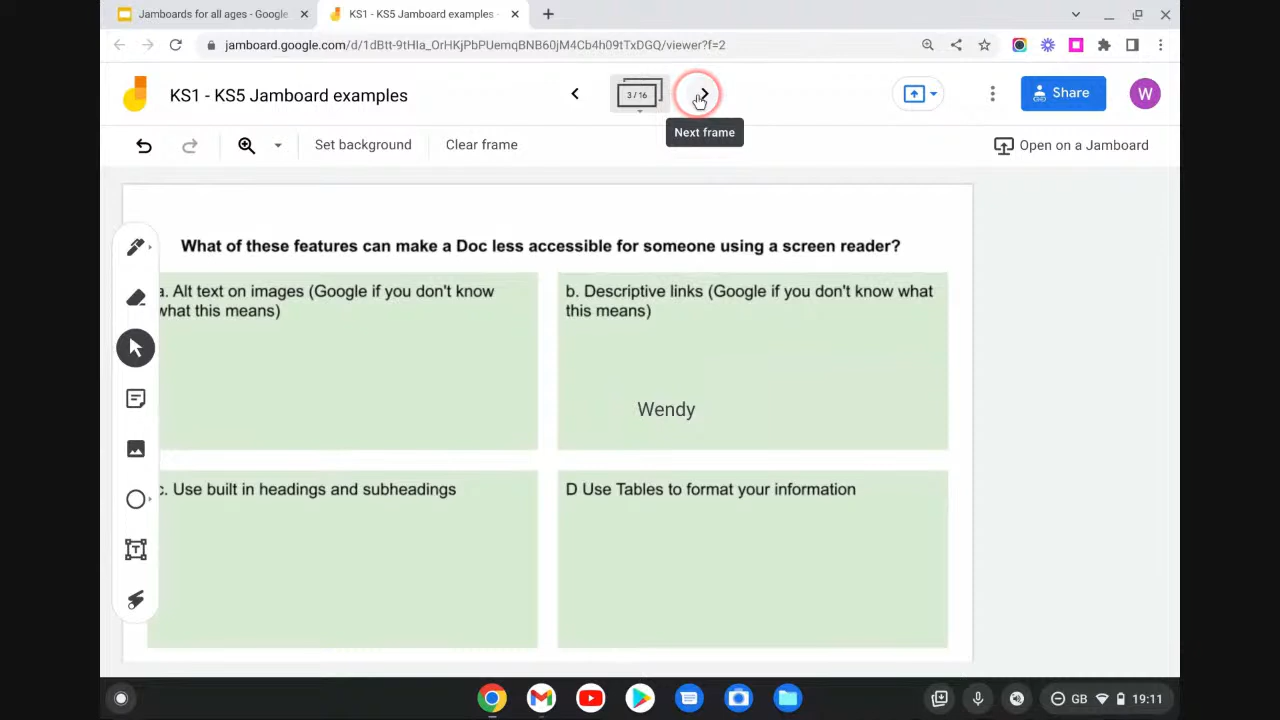 Jamboards for all ages - Google
KS1 - KS5 Jamboard examples -
jamboard.google.com/d/1dBtt-9tHIa_OrHKjPbPUemqBNB60jM4Cb4h09tTxDGQ/viewer?f=2
KS1 - KS5 Jamboard examples
3 / 16
Share
W
Next frame
Set background
Clear frame
Open on a Jamboard
What of these features can make a Doc less accessible for someone using a screen reader?
a. Alt text on images (Google if you don't know
what this means)
b. Descriptive links (Google if you don't know what
this means)
Wendy
c. Use built in headings and subheadings
D Use Tables to format your information
GB
19:11